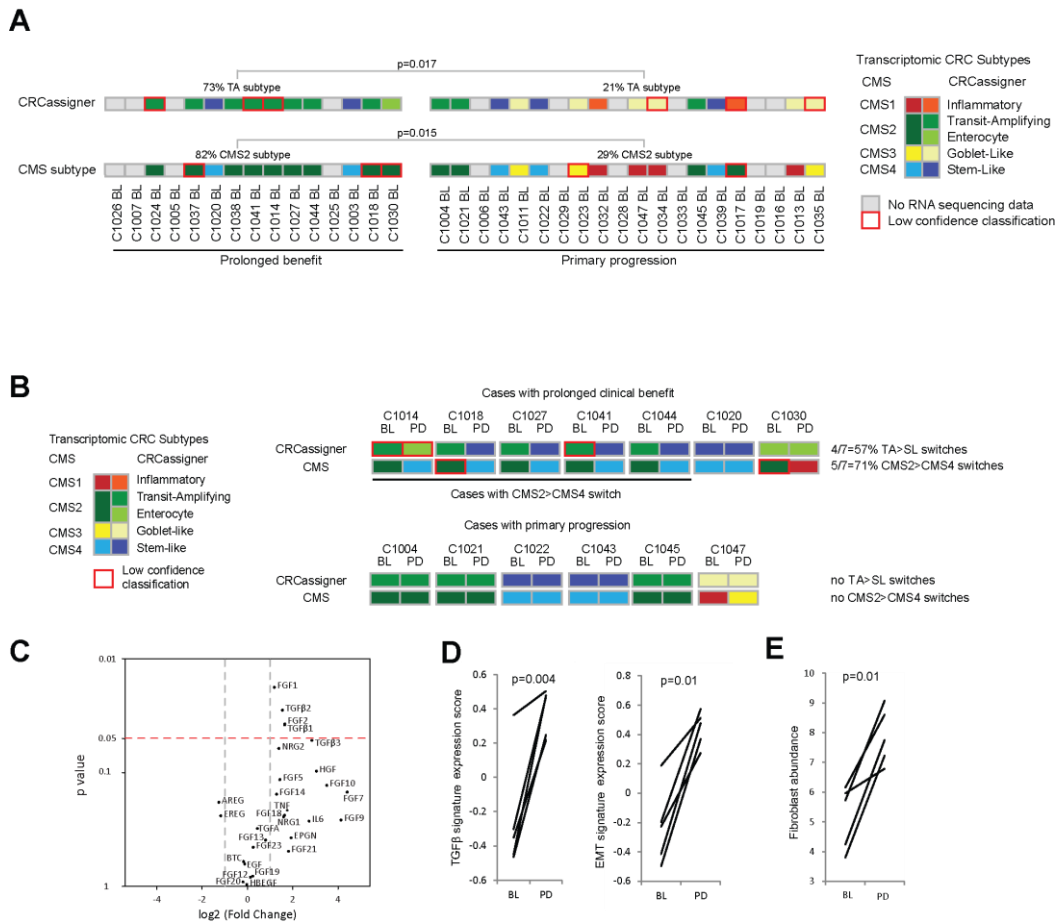 A
p=0.017
73% TA subtype
21% TA subtype
CRCassigner
p=0.015
82% CMS2 subtype
29% CMS2 subtype
CMS subtype
C1026 BL
C1007 BL
C1024 BL
C1005 BL
C1037 BL
C1020 BL
C1038 BL
C1041 BL
C1014 BL
C1027 BL
C1044 BL
C1025 BL
C1003 BL
C1018 BL
C1030 BL
C1004 BL
C1021 BL
C1006 BL
C1043 BL
C1011 BL
C1022 BL
C1029 BL
C1023 BL
C1032 BL
C1028 BL
C1047 BL
C1034 BL
C1033 BL
C1045 BL
C1039 BL
C1017 BL
C1019 BL
C1016 BL
C1013 BL
C1035 BL
Prolonged benefit
Primary progression
Transcriptomic CRC Subtypes
CMS CRCassigner
CMS1 Inflammatory
CMS2 Transit-Amplifying
Enterocyte
CMS3 Goblet-Like
CMS4 Stem-Like
No RNA sequencing data
Low confidence classification
B
Transcriptomic CRC Subtypes
CMS CRCassigner
CMS1 Inflammatory
CMS2 Transit-Amplifying
Enterocyte
CMS3 Goblet-like
CMS4 Stem-like
Low confidence
classification
Cases with prolonged clinical benefit
C1014 C1018 C1027 C1041 C1044 C1020 C1030
BL PD BL PD BL PD BL PD BL PD BL PD BL PD
CRCassigner 4/7=57% TA>SL switches
CMS 5/7=71% CMS2>CMS4 switches
Cases with CMS2>CMS4 switch
Cases with primary progression
C1004 C1021 C1022 C1043 C1045 C1047
BL PD BL PD BL PD BL PD BL PD BL PD
CRCassigner no TA>SL switches
CMS no CMS2>CMS4 switches
C
p value
0.01
0.05
0.1
1
FGF1
TGFβ2
FGF2
TGFβ1
TGFβ3
NRG2
HGF
FGF5
FGF10
FGF14
FGF7
AREG
TNF
EREG
FGF18
NRG1
IL6
FGF9
TGFA
FGF13
EPGN
FGF23
FGF21
BTC
EGF
FGF12
FGF19
FGF20
HBEGF
-4 -2 0 2 4
log2 (Fold Change)
D
TGFβ signature expression score
p=0.004
0.6
0.4
0.2
0
-0.2
-0.4
-0.6
BL PD
EMT signature expression score
p=0.01
0.8
0.6
0.4
0.2
0
-0.2
-0.4
-0.6
BL PD
E
Fibroblast abundance
p=0.01
10
9
8
7
6
5
4
3
BL PD